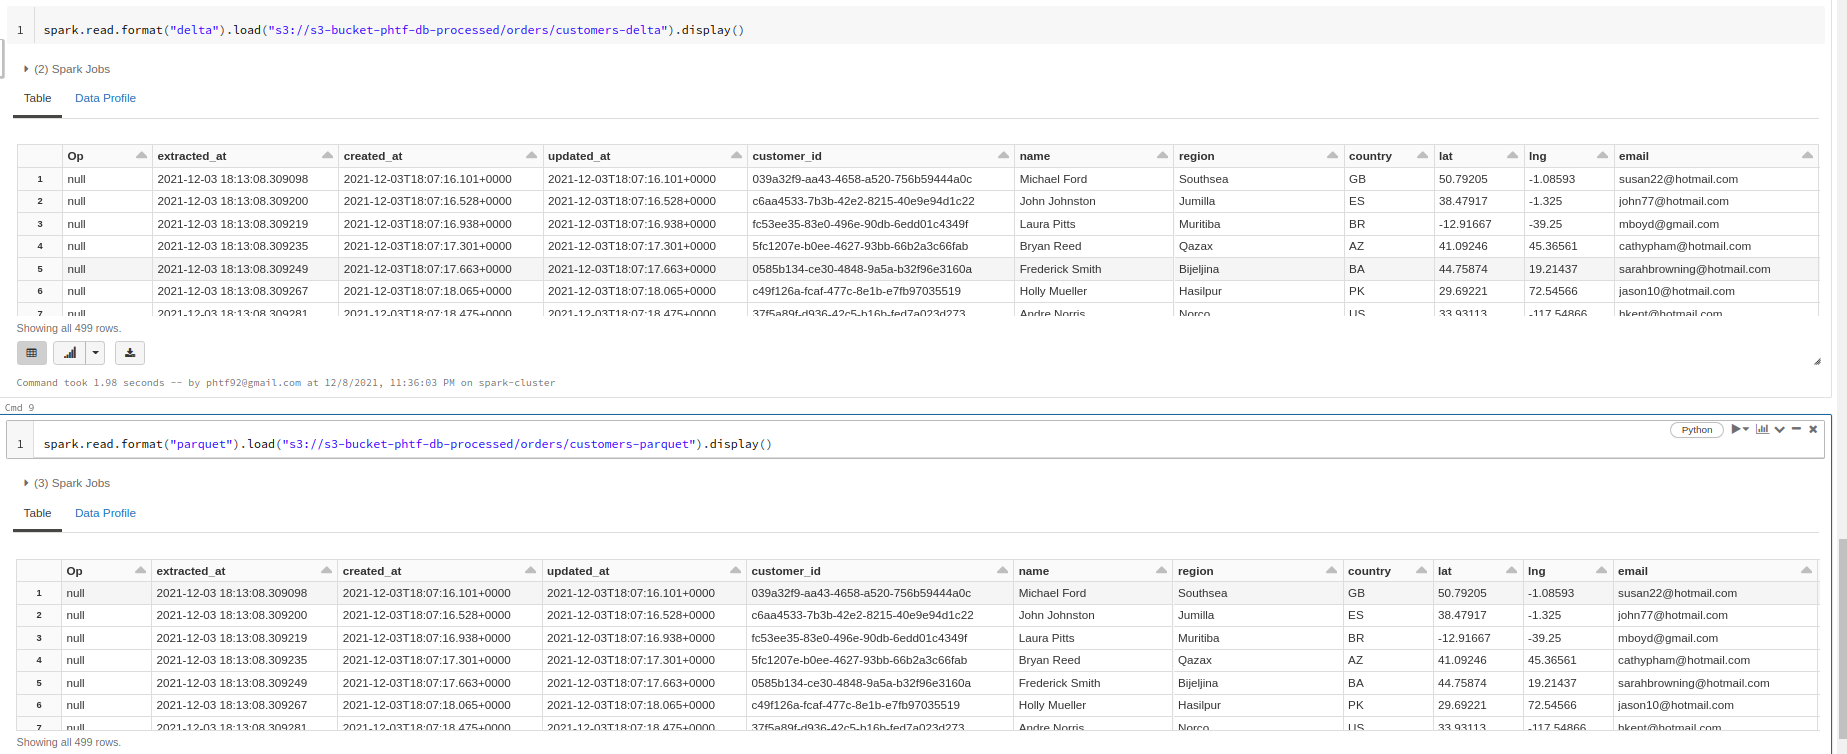 1 spark.read.format("delta").load("s3://s3-bucket-phtf-db-processed/orders/customers-delta").display()
(2) Spark Jobs
Table Data Profile
Op extracted_at created_at updated_at customer_id name region country lat lng email
1 null 2021-12-03 18:13:08.309098 2021-12-03T18:07:16.101+0000 2021-12-03T18:07:16.101+0000 039a32f9-aa43-4658-a520-756b59444a0c Michael Ford Southsea GB 50.79205 -1.08593 susan22@hotmail.com
2 null 2021-12-03 18:13:08.309200 2021-12-03T18:07:16.528+0000 2021-12-03T18:07:16.528+0000 c6aa4533-7b3b-42e2-8215-40e9e94d1c22 John Johnston Jumilla ES 38.47917 -1.325 john77@hotmail.com
3 null 2021-12-03 18:13:08.309219 2021-12-03T18:07:16.938+0000 2021-12-03T18:07:16.938+0000 fc53ee35-83e0-496e-90db-6edd01c4349f Laura Pitts Muritiba BR -12.91667 -39.25 mboyd@gmail.com
4 null 2021-12-03 18:13:08.309235 2021-12-03T18:07:17.301+0000 2021-12-03T18:07:17.301+0000 5fc1207e-b0ee-4627-93bb-66b2a3c66fab Bryan Reed Qazax AZ 41.09246 45.36561 cathypham@hotmail.com
5 null 2021-12-03 18:13:08.309249 2021-12-03T18:07:17.663+0000 2021-12-03T18:07:17.663+0000 0585b134-ce30-4848-9a5a-b32f96e3160a Frederick Smith Bijeljina BA 44.75874 19.21437 sarahbrowning@hotmail.com
6 null 2021-12-03 18:13:08.309267 2021-12-03T18:07:18.065+0000 2021-12-03T18:07:18.065+0000 c49f126a-fcaf-477c-8e1b-e7fb97035519 Holly Mueller Hasilpur PK 29.69221 72.54566 jason10@hotmail.com
7 null 2021-12-03 18:13:08.309281 2021-12-03T18:07:18.475+0000 2021-12-03T18:07:18.475+0000 37f5a89f-d936-42c5-b16b-fed7a023d273 Andre Norris Norco US 33.93113 -117.54866 bkent@hotmail.com
Showing all 499 rows.
Command took 1.98 seconds -- by phtf92@gmail.com at 12/8/2021, 11:36:03 PM on spark-cluster
Cmd 9
Python
1 spark.read.format("parquet").load("s3://s3-bucket-phtf-db-processed/orders/customers-parquet").display()
(3) Spark Jobs
Table Data Profile
Op extracted_at created_at updated_at customer_id name region country lat lng email
1 null 2021-12-03 18:13:08.309098 2021-12-03T18:07:16.101+0000 2021-12-03T18:07:16.101+0000 039a32f9-aa43-4658-a520-756b59444a0c Michael Ford Southsea GB 50.79205 -1.08593 susan22@hotmail.com
2 null 2021-12-03 18:13:08.309200 2021-12-03T18:07:16.528+0000 2021-12-03T18:07:16.528+0000 c6aa4533-7b3b-42e2-8215-40e9e94d1c22 John Johnston Jumilla ES 38.47917 -1.325 john77@hotmail.com
3 null 2021-12-03 18:13:08.309219 2021-12-03T18:07:16.938+0000 2021-12-03T18:07:16.938+0000 fc53ee35-83e0-496e-90db-6edd01c4349f Laura Pitts Muritiba BR -12.91667 -39.25 mboyd@gmail.com
4 null 2021-12-03 18:13:08.309235 2021-12-03T18:07:17.301+0000 2021-12-03T18:07:17.301+0000 5fc1207e-b0ee-4627-93bb-66b2a3c66fab Bryan Reed Qazax AZ 41.09246 45.36561 cathypham@hotmail.com
5 null 2021-12-03 18:13:08.309249 2021-12-03T18:07:17.663+0000 2021-12-03T18:07:17.663+0000 0585b134-ce30-4848-9a5a-b32f96e3160a Frederick Smith Bijeljina BA 44.75874 19.21437 sarahbrowning@hotmail.com
6 null 2021-12-03 18:13:08.309267 2021-12-03T18:07:18.065+0000 2021-12-03T18:07:18.065+0000 c49f126a-fcaf-477c-8e1b-e7fb97035519 Holly Mueller Hasilpur PK 29.69221 72.54566 jason10@hotmail.com
7 null 2021-12-03 18:13:08.309281 2021-12-03T18:07:18.475+0000 2021-12-03T18:07:18.475+0000 37f5a89f-d936-42c5-b16b-fed7a023d273 Andre Norris Norco US 33.93113 -117.54866 bkent@hotmail.com
Showing all 499 rows.